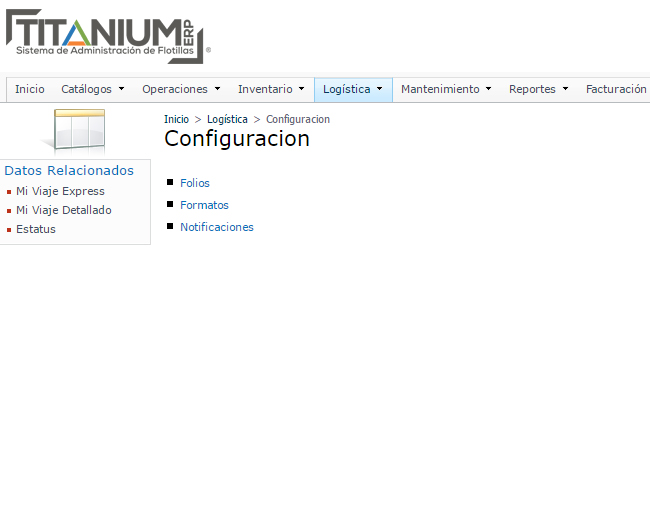 TITANIUM ERP ®
Sistema de Administración de Flotillas
Inicio Catálogos Operaciones Inventario Logística Mantenimiento Reportes Facturación
Inicio > Logística > Configuracion
Configuracion
Datos Relacionados
Mi Viaje Express
Mi Viaje Detallado
Estatus
Folios
Formatos
Notificaciones